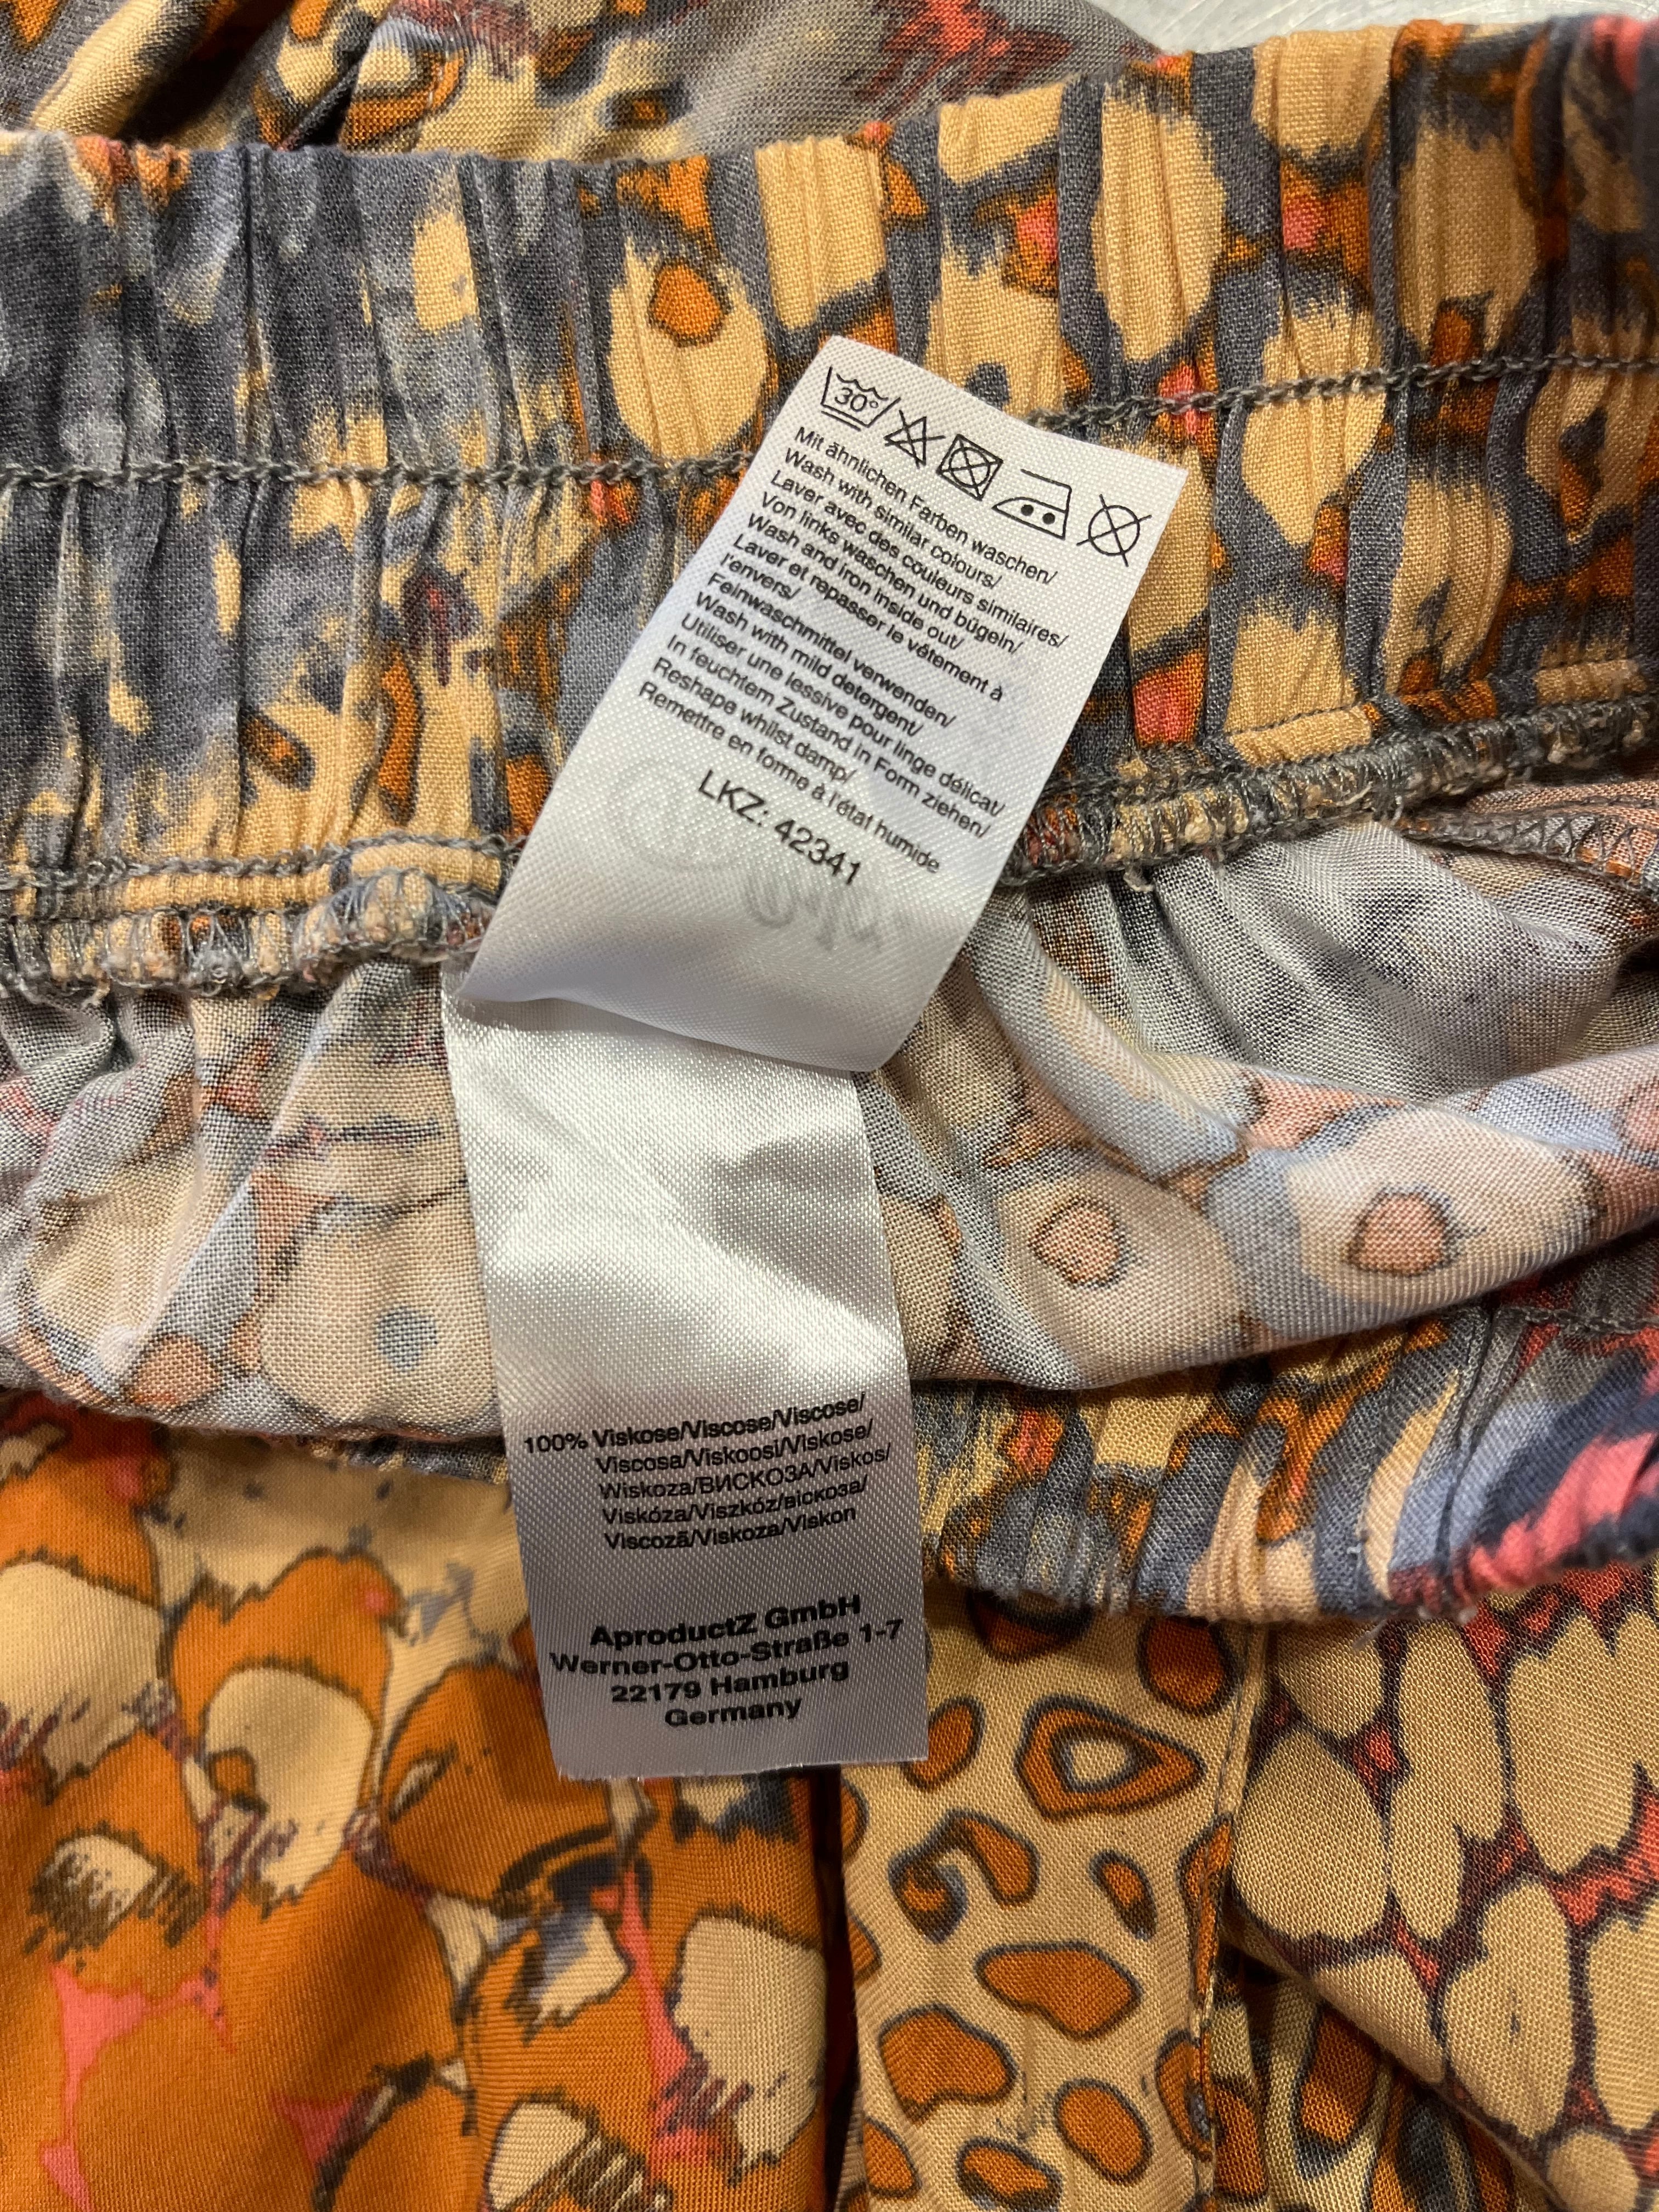 30°
Mit ähnlichen Farben waschen/
Wash with similar colours/
Laver avec des couleurs similaires/
Von links waschen und bügeln/
Wash and iron inside out/
Laver et repasser le vêtement à
l'envers/
Feinwaschmittel verwenden/
Wash with mild detergent/
Utiliser une lessive pour linge délicat/
In feuchtem Zustand in Form ziehen/
Reshape whilst damp/
Remettre en forme à l'état humide
LKZ: 42341
100% Viskose/Viscose/Viscose/
Viscosa/Viskoosi/Viskose/
Wiskoza/ВИСКОЗА/Viskos/
Viskóza/Viszkóz/віскоза/
Viscoză/Viskoza/Viskon
AproductZ GmbH
Werner-Otto-Straße 1-7
22179 Hamburg
Germany